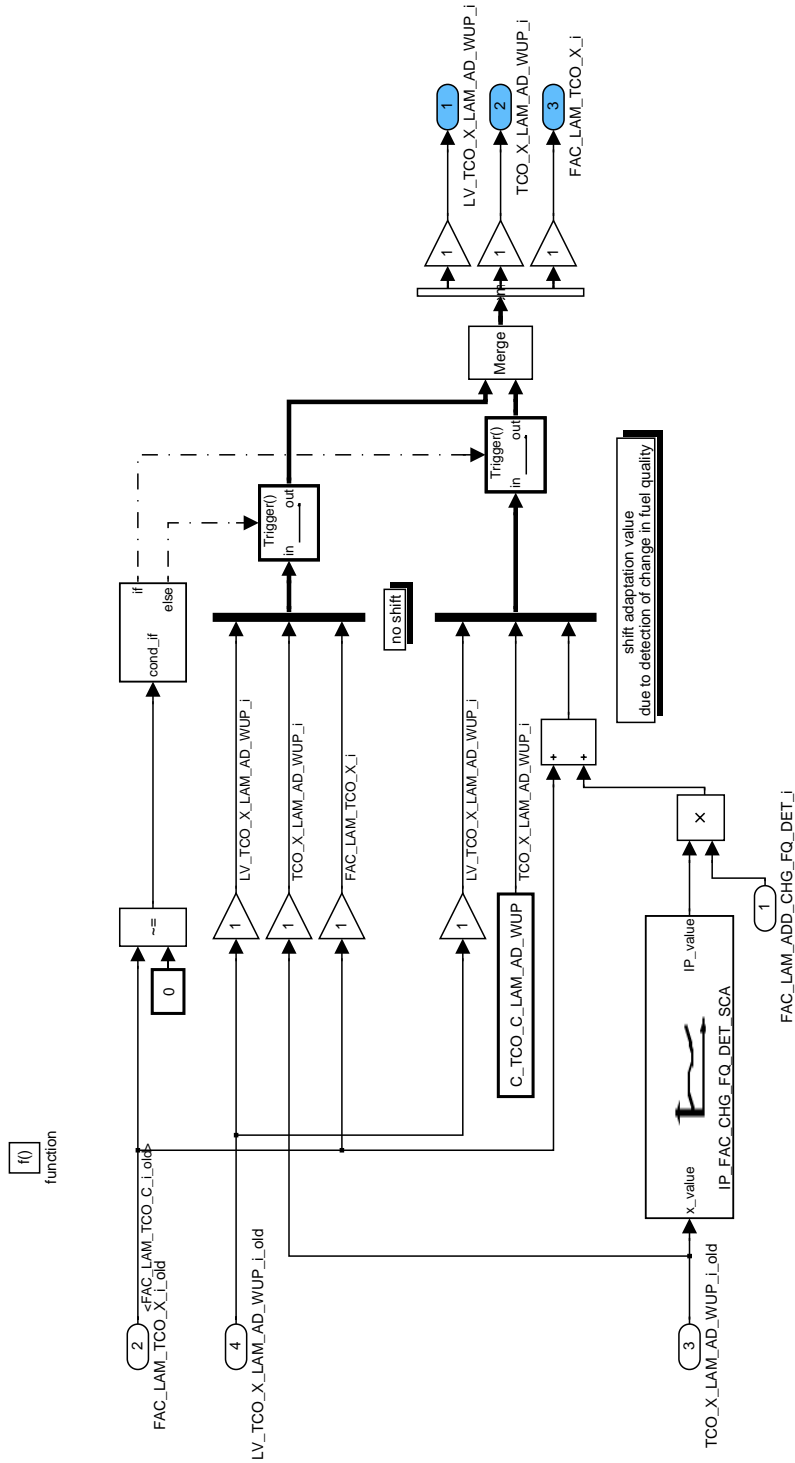 f()
function
2
<FAC_LAM_TCO_C_i_old>
FAC_LAM_TCO_X_i_old
~=
0
cond_if
if
else
4
LV_TCO_X_LAM_AD_WUP_i_old
1
LV_TCO_X_LAM_AD_WUP_i
1
TCO_X_LAM_AD_WUP_i
1
FAC_LAM_TCO_X_i
Trigger()
in
out
no shift
1
LV_TCO_X_LAM_AD_WUP_i
C_TCO_C_LAM_AD_WUP
TCO_X_LAM_AD_WUP_i
+
+
Trigger()
in
out
Merge
1
1
LV_TCO_X_LAM_AD_WUP_i
1
2
TCO_X_LAM_AD_WUP_i
1
3
FAC_LAM_TCO_X_i
shift adaptation value
due to detection of change in fuel quality
3
TCO_X_LAM_AD_WUP_i_old
x_value
IP_value
IP_FAC_CHG_FQ_DET_SCA
×
1
FAC_LAM_ADD_CHG_FQ_DET_i